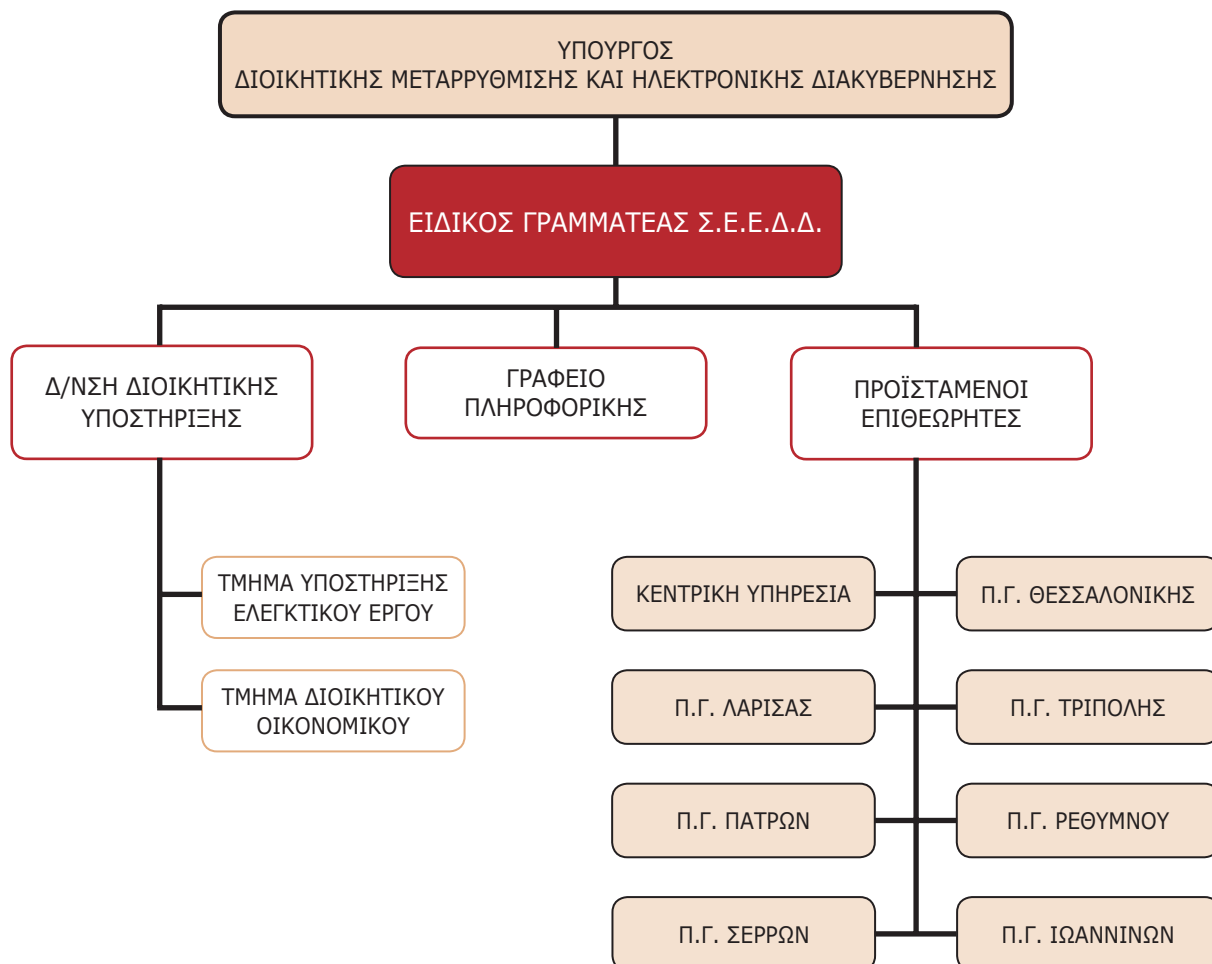 ΥΠΟΥΡΓΟΣ
ΔΙΟΙΚΗΤΙΚΗΣ ΜΕΤΑΡΡΥΘΜΙΣΗΣ ΚΑΙ ΗΛΕΚΤΡΟΝΙΚΗΣ ΔΙΑΚΥΒΕΡΝΗΣΗΣ
ΕΙΔΙΚΟΣ ΓΡΑΜΜΑΤΕΑΣ Σ.Ε.Ε.Δ.Δ.
Δ/ΝΣΗ ΔΙΟΙΚΗΤΙΚΗΣ
ΥΠΟΣΤΗΡΙΞΗΣ
ΓΡΑΦΕΙΟ
ΠΛΗΡΟΦΟΡΙΚΗΣ
ΠΡΟΪΣΤΑΜΕΝΟΙ
ΕΠΙΘΕΩΡΗΤΕΣ
ΤΜΗΜΑ ΥΠΟΣΤΗΡΙΞΗΣ
ΕΛΕΓΚΤΙΚΟΥ ΕΡΓΟΥ
ΤΜΗΜΑ ΔΙΟΙΚΗΤΙΚΟΥ
ΟΙΚΟΝΟΜΙΚΟΥ
ΚΕΝΤΡΙΚΗ ΥΠΗΡΕΣΙΑ
Π.Γ. ΘΕΣΣΑΛΟΝΙΚΗΣ
Π.Γ. ΛΑΡΙΣΑΣ
Π.Γ. ΤΡΙΠΟΛΗΣ
Π.Γ. ΠΑΤΡΩΝ
Π.Γ. ΡΕΘΥΜΝΟΥ
Π.Γ. ΣΕΡΡΩΝ
Π.Γ. ΙΩΑΝΝΙΝΩΝ